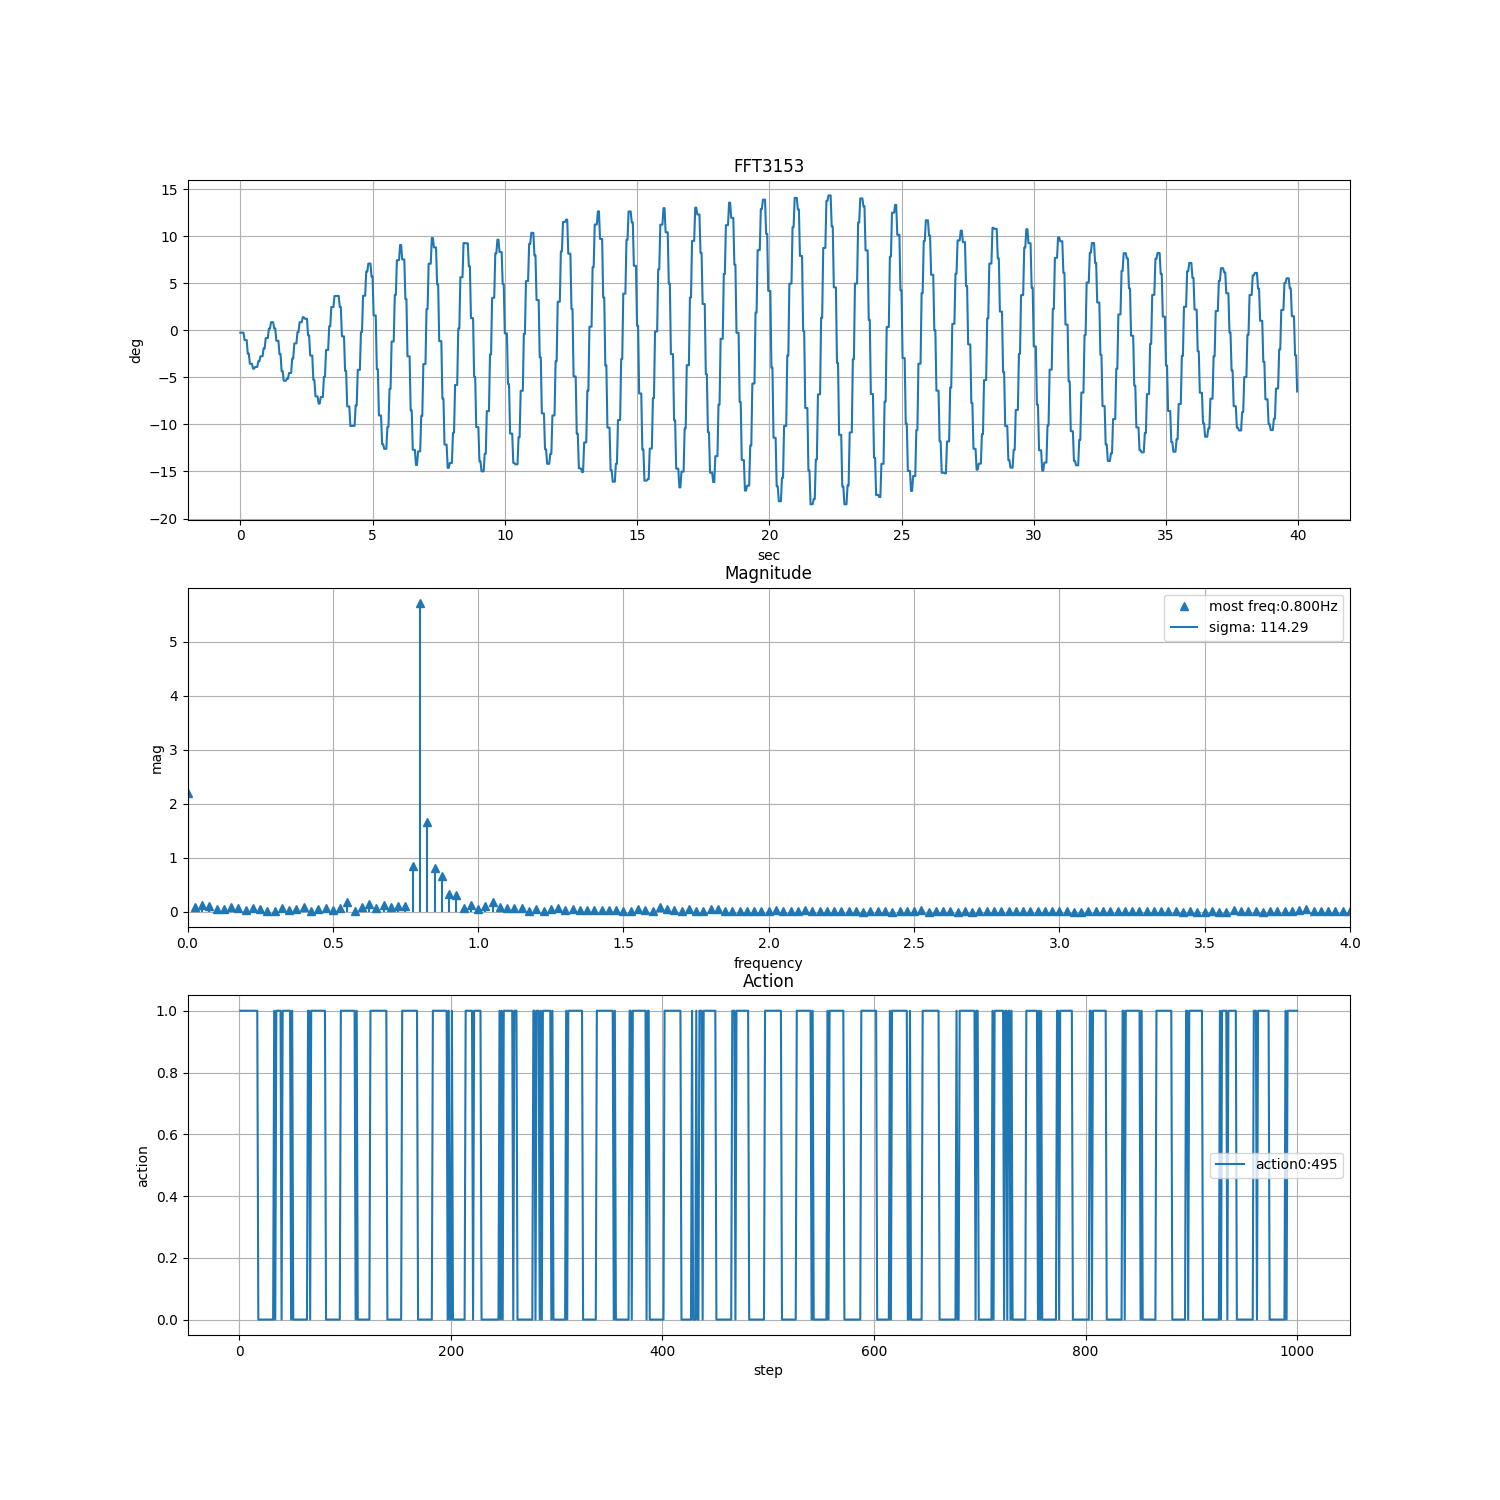 FFT3153
15
10
5
0
−5
−10
−15
−20
deg
0 5 10 15 20 25 30 35 40
sec
Magnitude
most freq:0.800Hz
sigma: 114.29
5
4
3
2
1
0
mag
0.0 0.5 1.0 1.5 2.0 2.5 3.0 3.5 4.0
frequency
Action
1.0
0.8
0.6
0.4
0.2
0.0
action
action0:495
0 200 400 600 800 1000
step